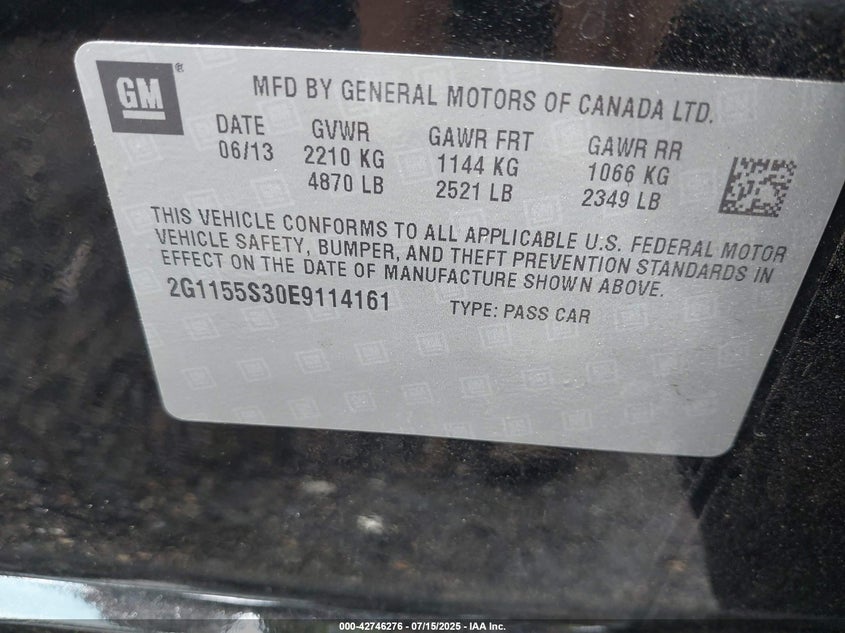 GM®
MFD BY GENERAL MOTORS OF CANADA LTD.
DATE GVWR GAWR FRT GAWR RR
06/13 2210 KG 1144 KG 1066 KG
4870 LB 2521 LB 2349 LB
THIS VEHICLE CONFORMS TO ALL APPLICABLE U.S. FEDERAL MOTOR
VEHICLE SAFETY, BUMPER, AND THEFT PREVENTION STANDARDS IN
EFFECT ON THE DATE OF MANUFACTURE SHOWN ABOVE.
2G1155S30E9114161 TYPE: PASS CAR
000-42746276 - 07/15/2025 - IAA Inc.